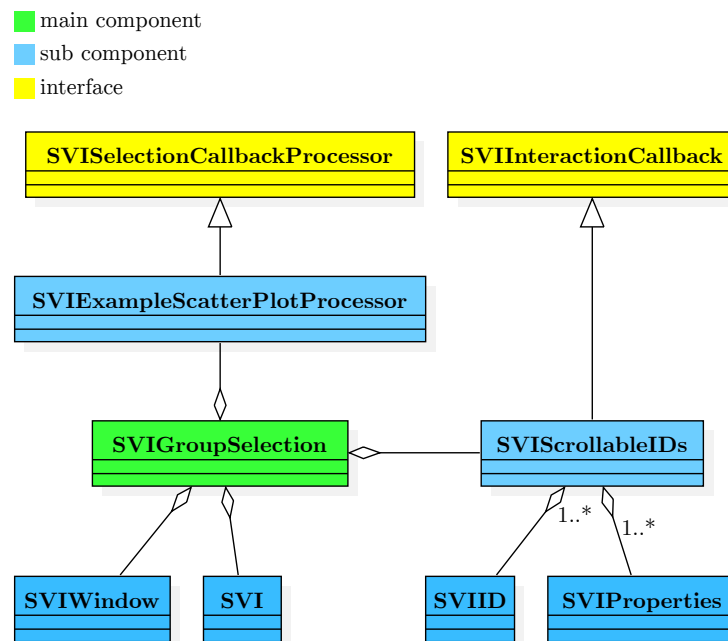 main component
sub component
interface
SVISelectionCallbackProcessor
SVIInteractionCallback
SVIExampleScatterPlotProcessor
SVIGroupSelection
SVIScrollableIDs
1..*
1..*
SVIWindow
SVI
SVIID
SVIProperties